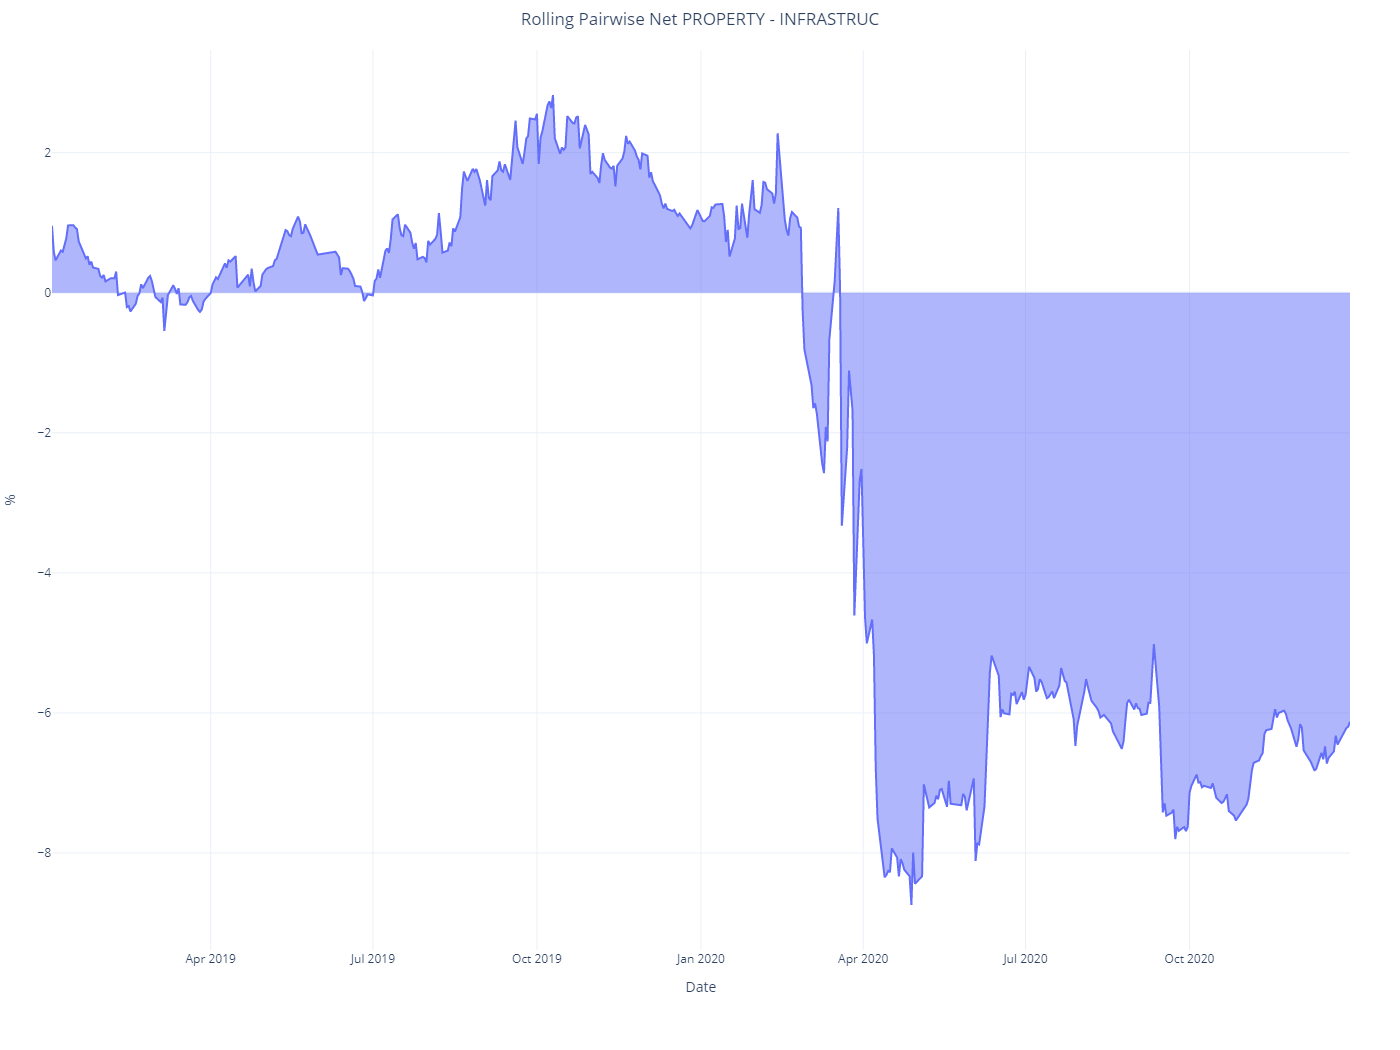 Rolling Pairwise Net PROPERTY - INFRASTRUC
2
0
−2
−4
−6
−8
%
Apr 2019
Jul 2019
Oct 2019
Jan 2020
Apr 2020
Jul 2020
Oct 2020
Date